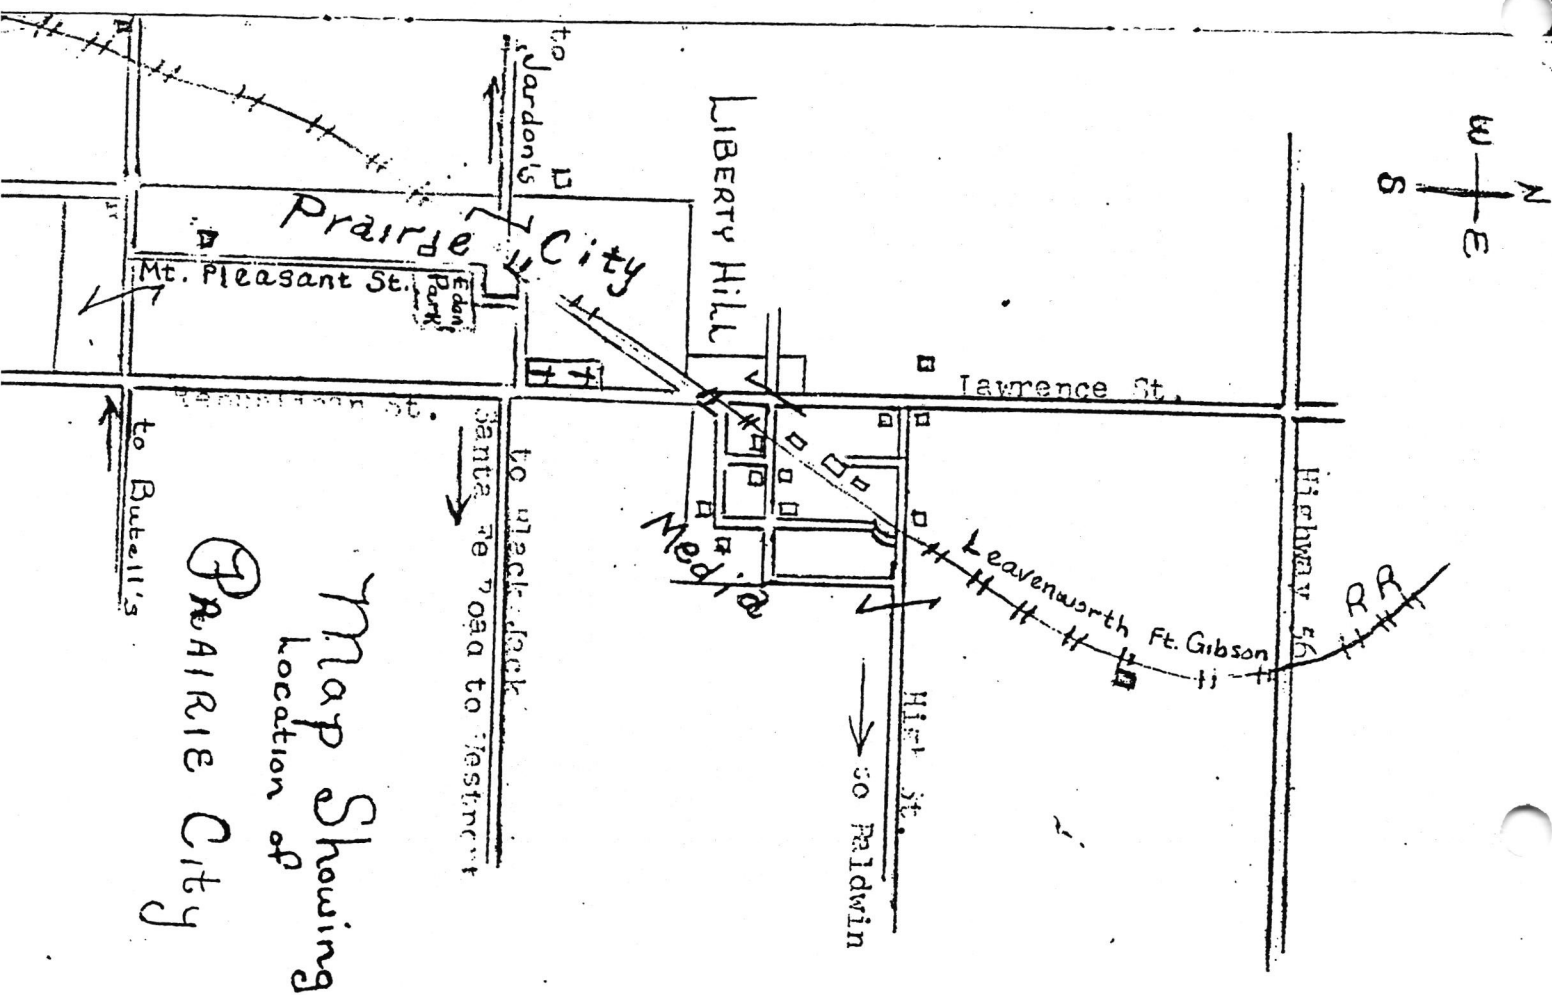 Map Showing
Location of
PRAIRIE CITY
W
S
N
E
Highway 56
RR
Leavenworth Ft. Gibson
Lawrence St.
High St.
to Baldwin
LIBERTY Hill
Media
to
Jardon's
Prairie City
Mt. Pleasant St.
Eden
Park
St.
to Black Jack
Santa Fe Road to
to Butell's